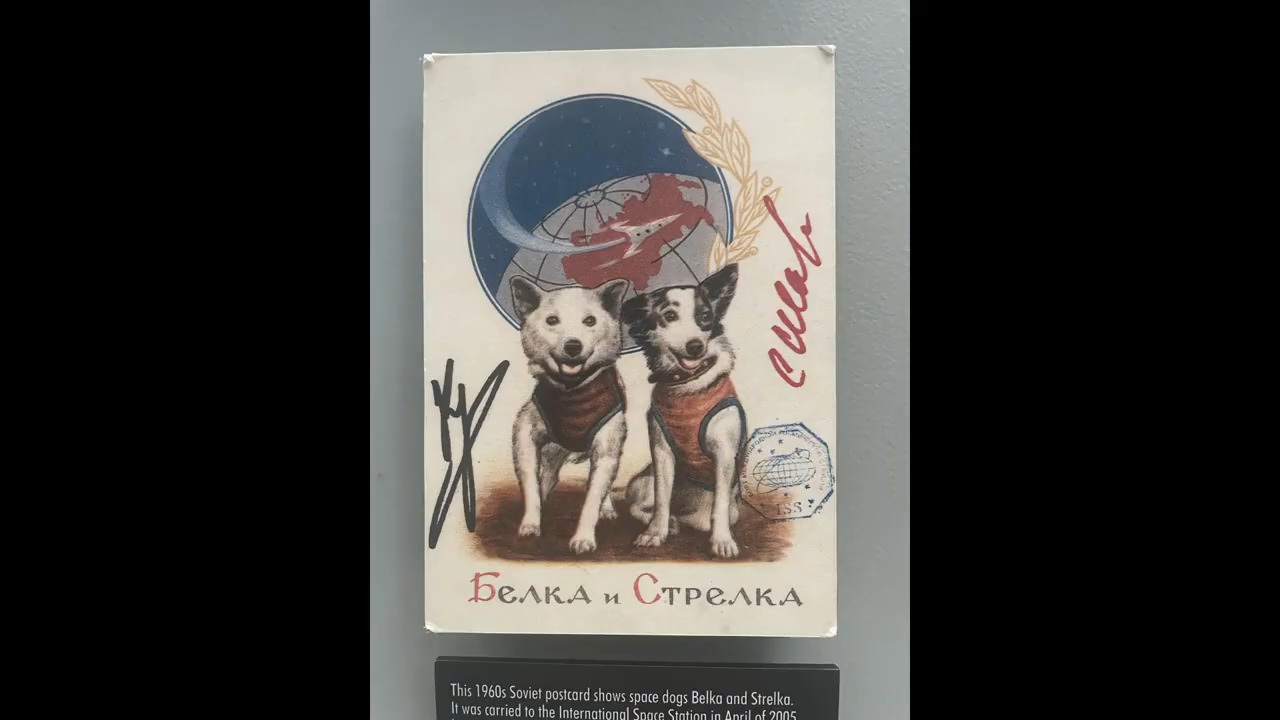 ISS
Белка и Стрелка
This 1960s Soviet postcard shows space dogs Belka and Strelka.
It was carried to the International Space Station in April of 2005